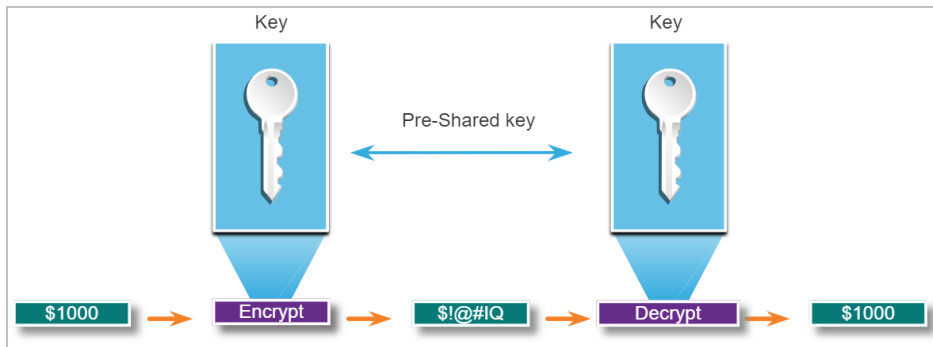 Key
Key
Pre-Shared key
$1000
Encrypt
$!@#IQ
Decrypt
$1000